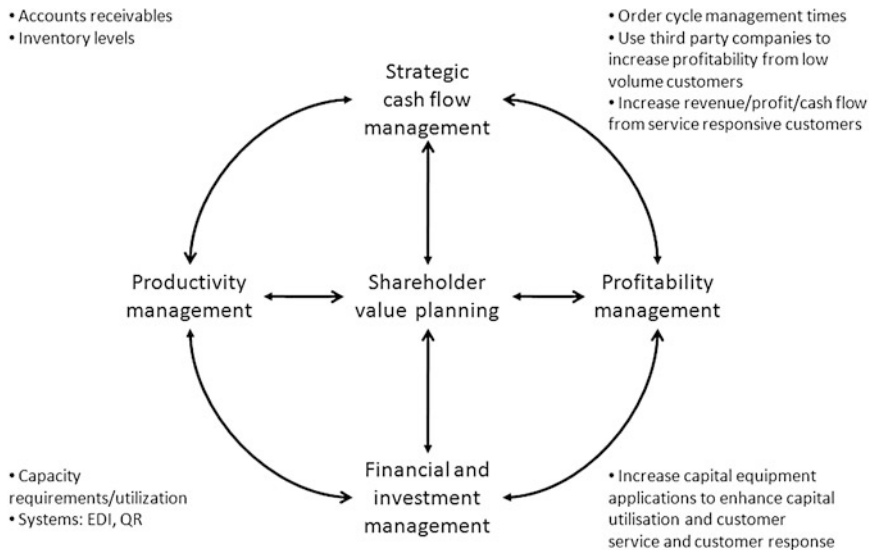 • Accounts receivables
• Inventory levels
• Order cycle management times
• Use third party companies to
increase profitability from low
volume customers
• Increase revenue/profit/cash flow
from service responsive customers
Strategic
cash flow
management
Productivity
management
Shareholder
value planning
Profitability
management
Financial and
investment
management
• Capacity
requirements/utilization
• Systems: EDI, QR
• Increase capital equipment
applications to enhance capital
utilisation and customer
service and customer response